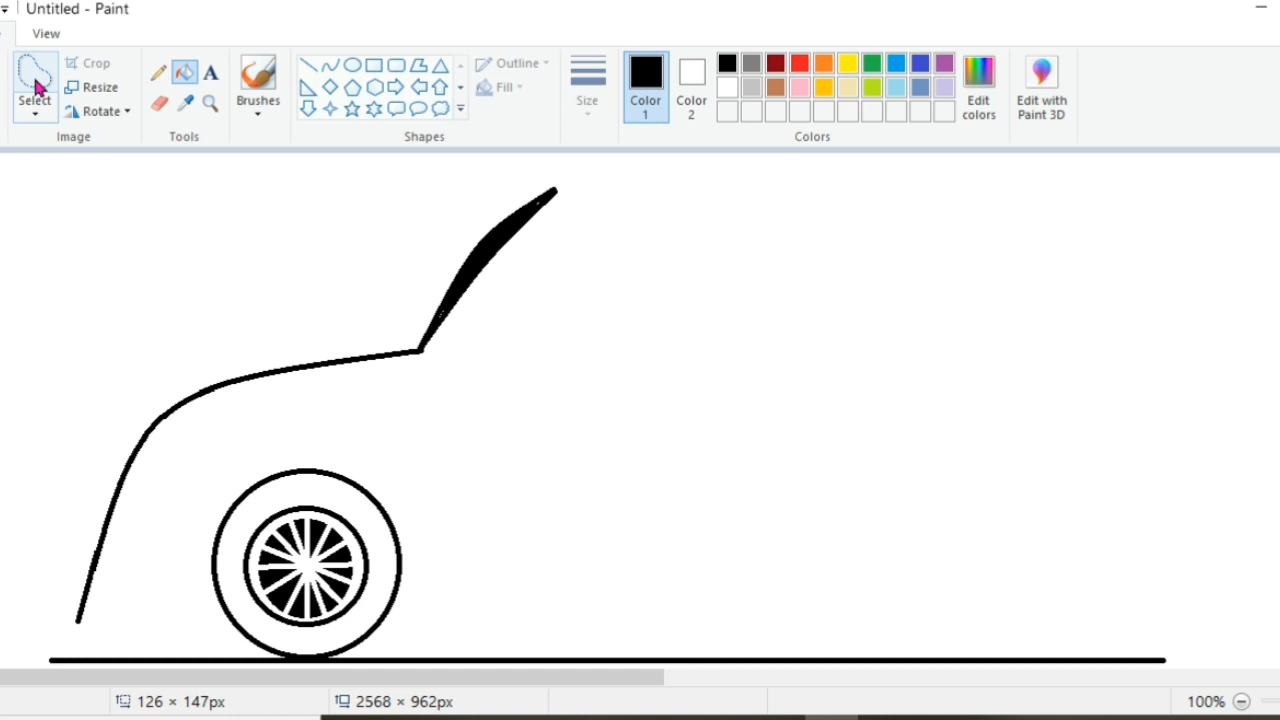 Untitled - Paint
View
Select
Crop
Resize
Rotate
Image
A
Tools
Brushes
Outline
Fill
Shapes
Size
Color
1
Color
2
Edit
colors
Colors
Edit with
Paint 3D
126 × 147px
2568 × 962px
100%